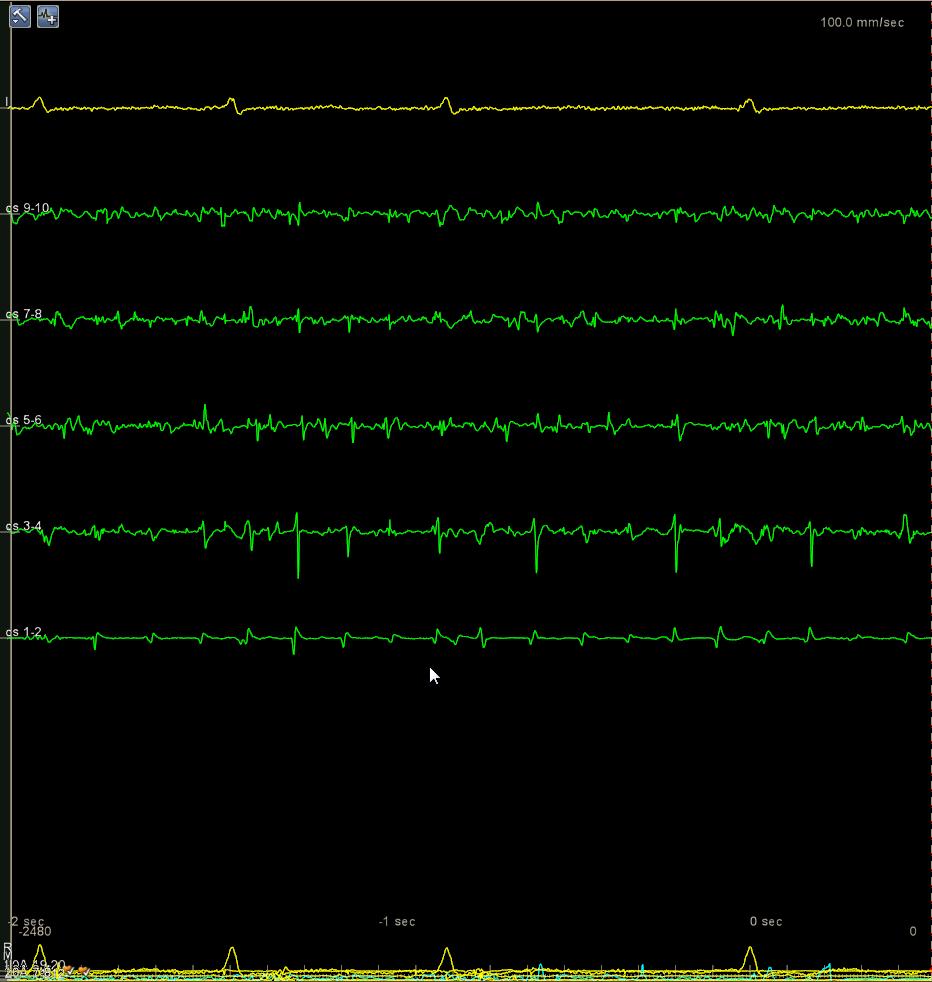 100.0 mm/sec
I
cs 9-10
cs 7-8
cs 5-6
cs 3-4
cs 1-2
-2 sec
-1 sec
0 sec
-2480
0